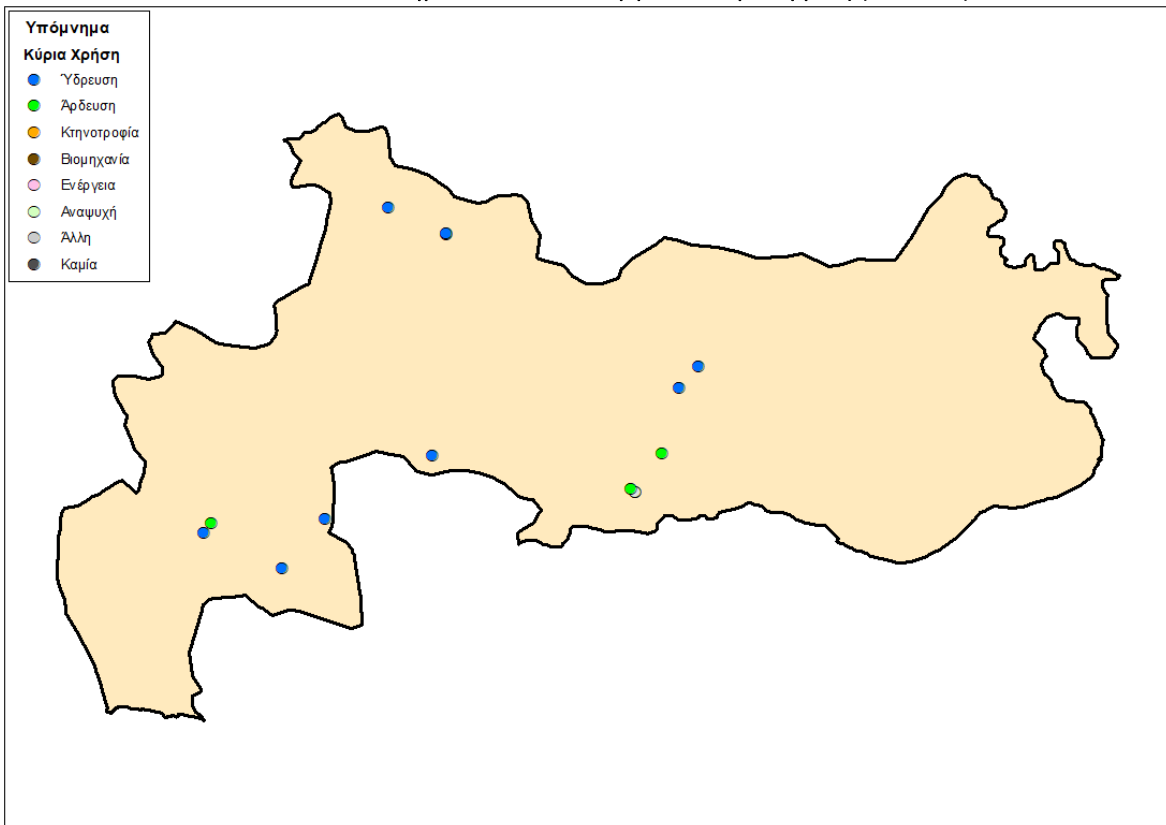 Υπόμνημα
Κύρια Χρήση
Ύδρευση
Άρδευση
Κτηνοτροφία
Βιομηχανία
Ενέργεια
Αναψυχή
Άλλη
Καμία